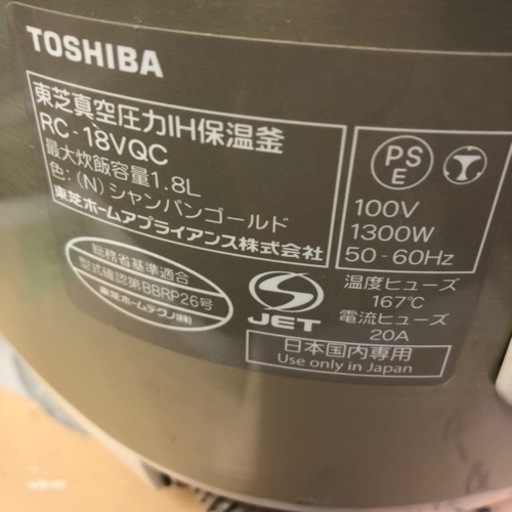 TOSHIBA
東芝真空圧力IH保温釜
RC-18VQC
最大炊飯容量1.8L
色:(N)シャンパンゴールド
東芝ホームアプライアンス株式会社
PS
E
100V
1300W
50-60Hz
総務省基準適合
型式確認第BBRP26号
東芝ホームテクノ(株)
S
JET
温度ヒューズ
167℃
電流ヒューズ
20A
日本国内専用
Use only in Japan